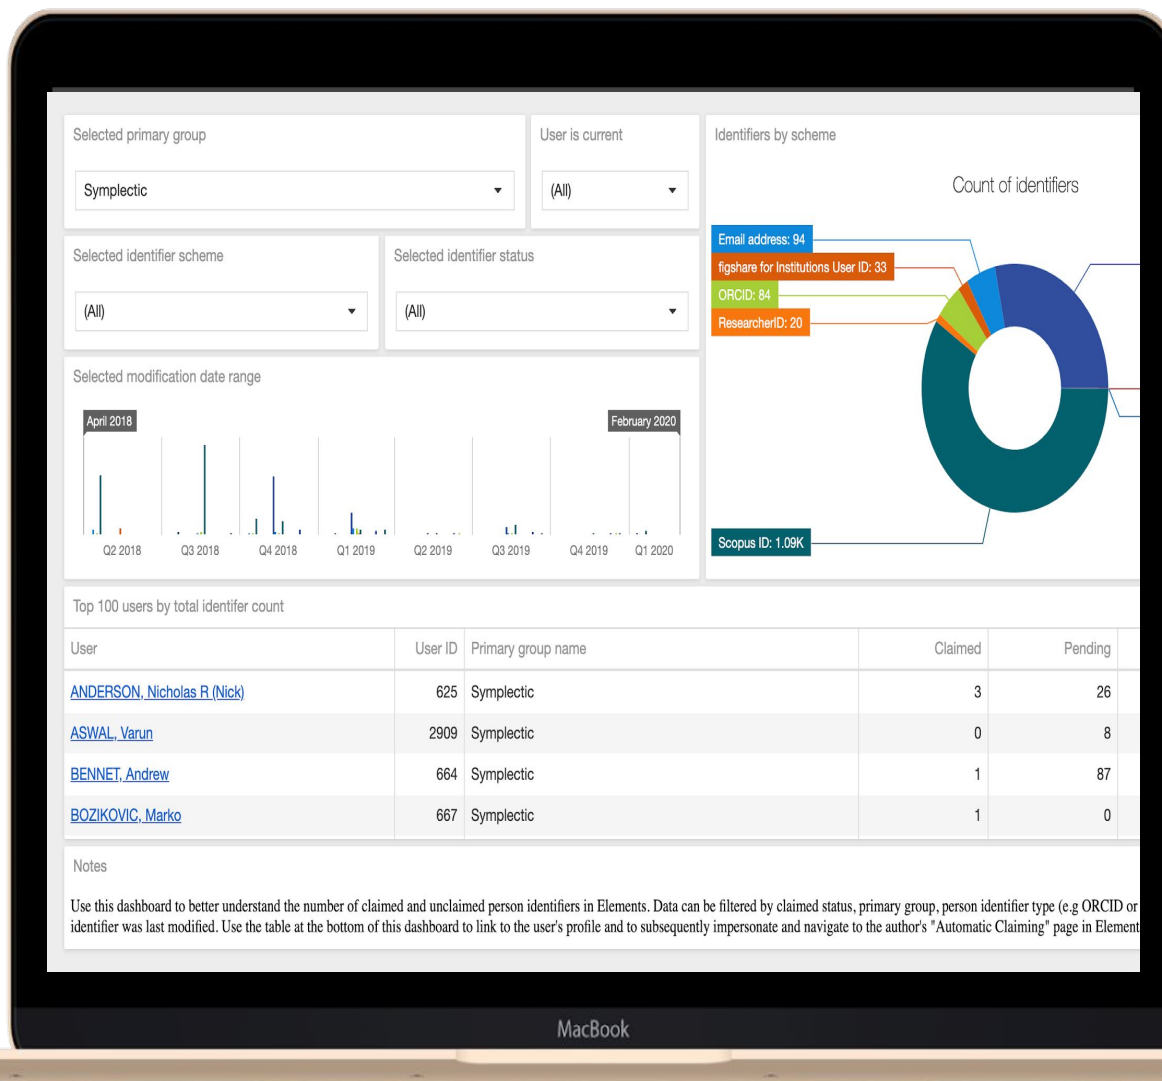 Selected primary group
Symplectic
User is current
(All)
Identifiers by scheme
Count of identifiers
Email address: 94
figshare for Institutions User ID: 33
ORCID: 84
ResearcherID: 20
Scopus ID: 1.09K
Selected identifier scheme
(All)
Selected identifier status
(All)
Selected modification date range
April 2018
February 2020
Q2 2018 Q3 2018 Q4 2018 Q1 2019 Q2 2019 Q3 2019 Q4 2019 Q1 2020
Top 100 users by total identifer count
User User ID Primary group name Claimed Pending
ANDERSON, Nicholas R (Nick) 625 Symplectic 3 26
ASWAL, Varun 2909 Symplectic 0 8
BENNET, Andrew 664 Symplectic 1 87
BOZIKOVIC, Marko 667 Symplectic 1 0
Notes
Use this dashboard to better understand the number of claimed and unclaimed person identifiers in Elements. Data can be filtered by claimed status, primary group, person identifier type (e.g ORCID or
identifier was last modified. Use the table at the bottom of this dashboard to link to the user's profile and to subsequently impersonate and navigate to the author's "Automatic Claiming" page in Element
MacBook